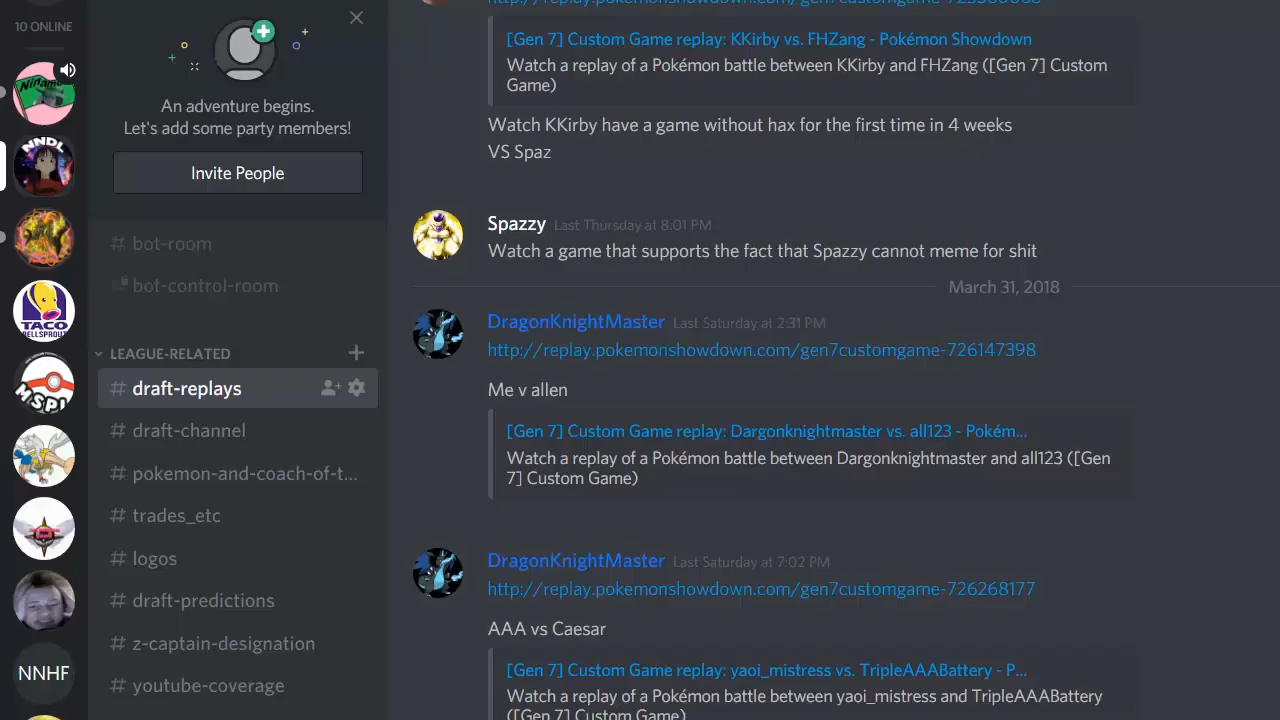 10 ONLINE
NNDL
TACO
BELLSPROUT
MSPL
NNHF
An adventure begins.
Let's add some party members!
Invite People
# bot-room
bot-control-room
LEAGUE-RELATED
# draft-replays
# draft-channel
# pokemon-and-coach-of-t...
# trades_etc
# logos
# draft-predictions
# z-captain-designation
# youtube-coverage
[Gen 7] Custom Game replay: KKirby vs. FHZang - Pokémon Showdown
Watch a replay of a Pokémon battle between KKirby and FHZang ([Gen 7] Custom
Game)
Watch KKirby have a game without hax for the first time in 4 weeks
VS Spaz
Spazzy Last Thursday at 8:01 PM
Watch a game that supports the fact that Spazzy cannot meme for shit
March 31, 2018
DragonKnightMaster Last Saturday at 2:31 PM
http://replay.pokemonshowdown.com/gen7customgame-726147398
Me v allen
[Gen 7] Custom Game replay: Dargonknightmaster vs. all123 - Pokém...
Watch a replay of a Pokémon battle between Dargonknightmaster and all123 ([Gen
7] Custom Game)
DragonKnightMaster Last Saturday at 7:02 PM
http://replay.pokemonshowdown.com/gen7customgame-726268177
AAA vs Caesar
[Gen 7] Custom Game replay: yaoi_mistress vs. TripleAAABattery - P...
Watch a replay of a Pokémon battle between yaoi_mistress and TripleAAABattery
([Gen 7] Custom Game)